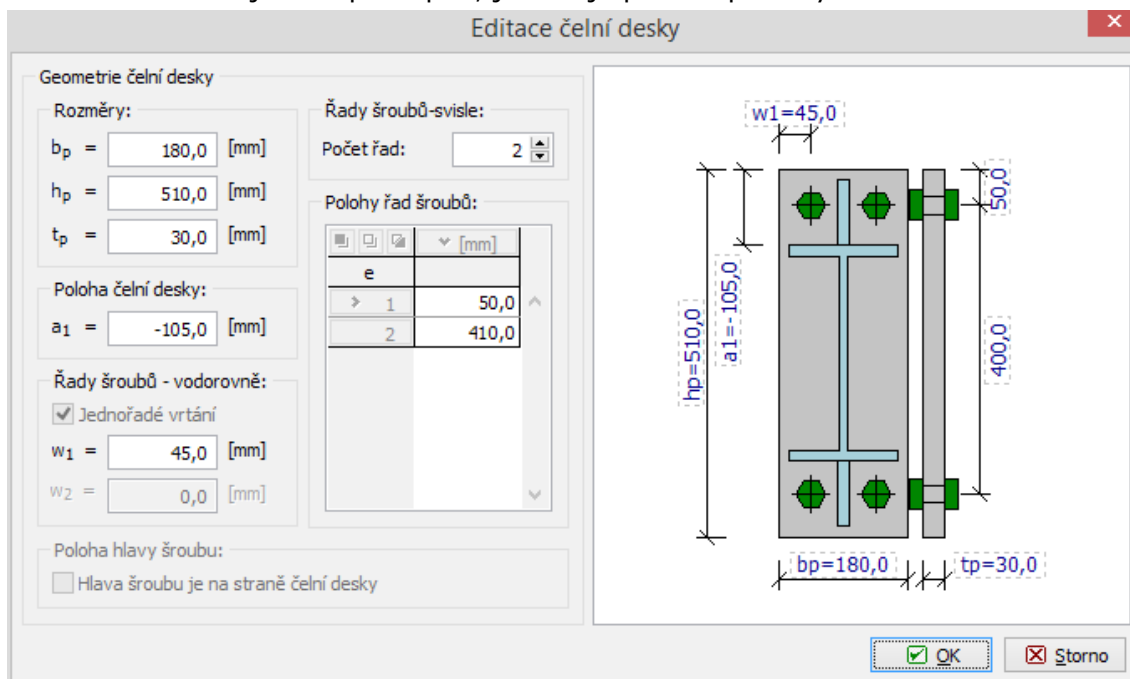 Editace čelní desky
Geometrie čelní desky
Rozměry:
bp = 180,0 [mm]
hp = 510,0 [mm]
tp = 30,0 [mm]
Poloha čelní desky:
a1 = -105,0 [mm]
Řady šroubů - vodorovně:
Jednořadé vrtání
w1 = 45,0 [mm]
w2 = 0,0 [mm]
Řady šroubů-svisle:
Počet řad: 2
Polohy řad šroubů:
[mm]
e
1 50,0
2 410,0
Poloha hlavy šroubu:
Hlava šroubu je na straně čelní desky
w1=45,0
50,0
a1=-105,0
hp=510,0
400,0
bp=180,0
tp=30,0
OK
Storno